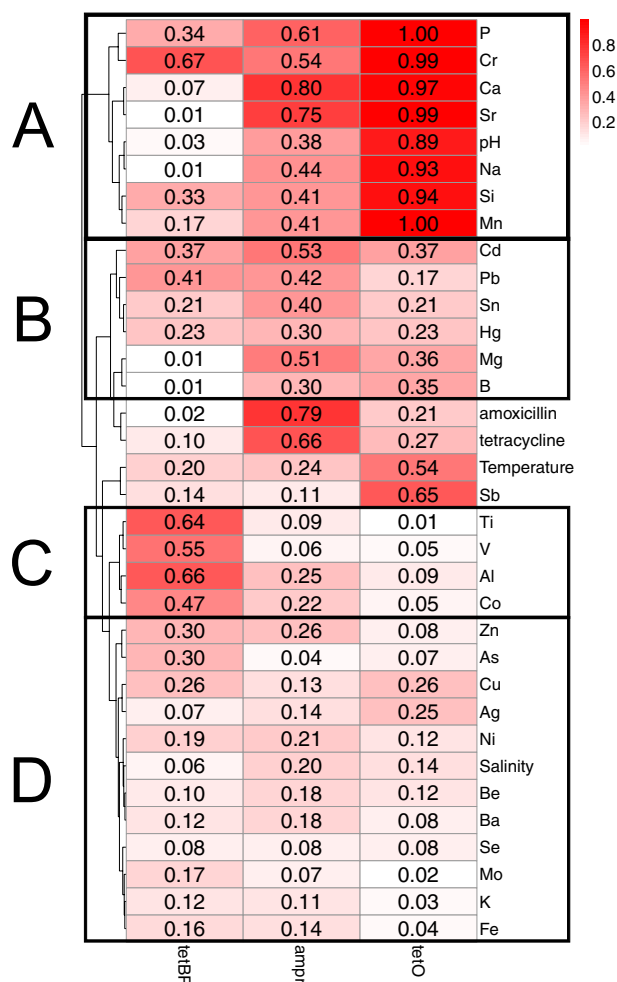 0.34 0.61 1.00 P
0.67 0.54 0.99 Cr
0.07 0.80 0.97 Ca
0.01 0.75 0.99 Sr
A 0.03 0.38 0.89 pH
0.01 0.44 0.93 Na
0.33 0.41 0.94 Si
0.17 0.41 1.00 Mn
0.8
0.6
0.4
0.2
0.37 0.53 0.37 Cd
0.41 0.42 0.17 Pb
B 0.21 0.40 0.21 Sn
0.23 0.30 0.23 Hg
0.01 0.51 0.36 Mg
0.01 0.30 0.35 B
0.02 0.79 0.21 amoxicillin
0.10 0.66 0.27 tetracycline
0.20 0.24 0.54 Temperature
0.14 0.11 0.65 Sb
0.64 0.09 0.01 Ti
C 0.55 0.06 0.05 V
0.66 0.25 0.09 Al
0.47 0.22 0.05 Co
0.30 0.26 0.08 Zn
0.30 0.04 0.07 As
0.26 0.13 0.26 Cu
0.07 0.14 0.25 Ag
0.19 0.21 0.12 Ni
D 0.06 0.20 0.14 Salinity
0.10 0.18 0.12 Be
0.12 0.18 0.08 Ba
0.08 0.08 0.08 Se
0.17 0.07 0.02 Mo
0.12 0.11 0.03 K
0.16 0.14 0.04 Fe
tetO